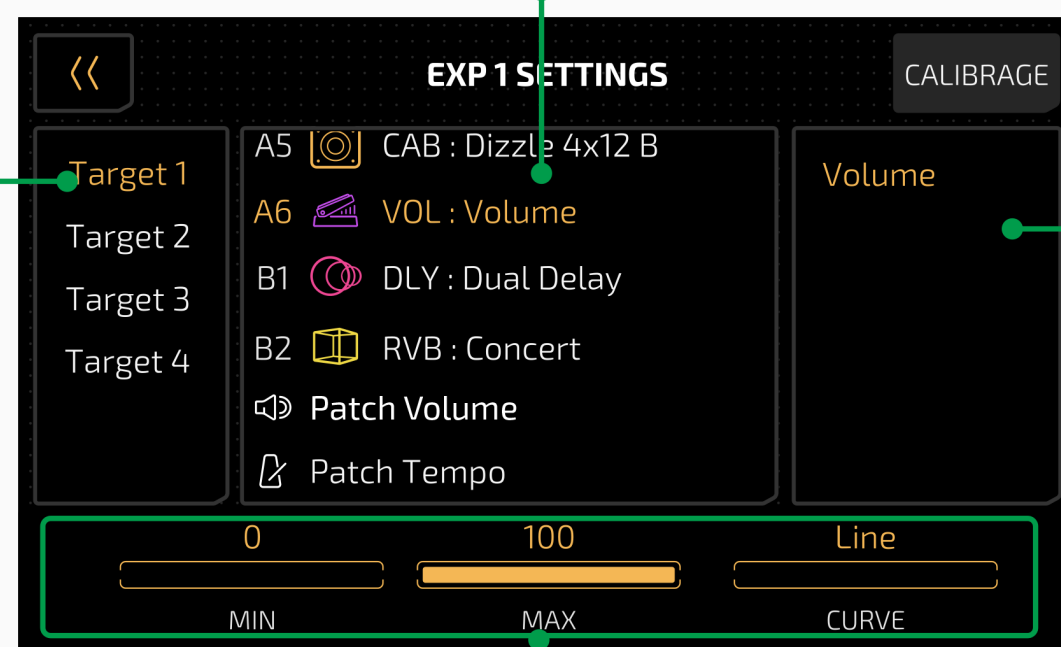 EXP 1 SETTINGS
CALIBRAGE
Target 1
Target 2
Target 3
Target 4
A5 CAB : Dizzle 4x12 B
A6 VOL : Volume
B1 DLY : Dual Delay
B2 RVB : Concert
Patch Volume
Patch Tempo
Volume
0
100
Line
MIN
MAX
CURVE